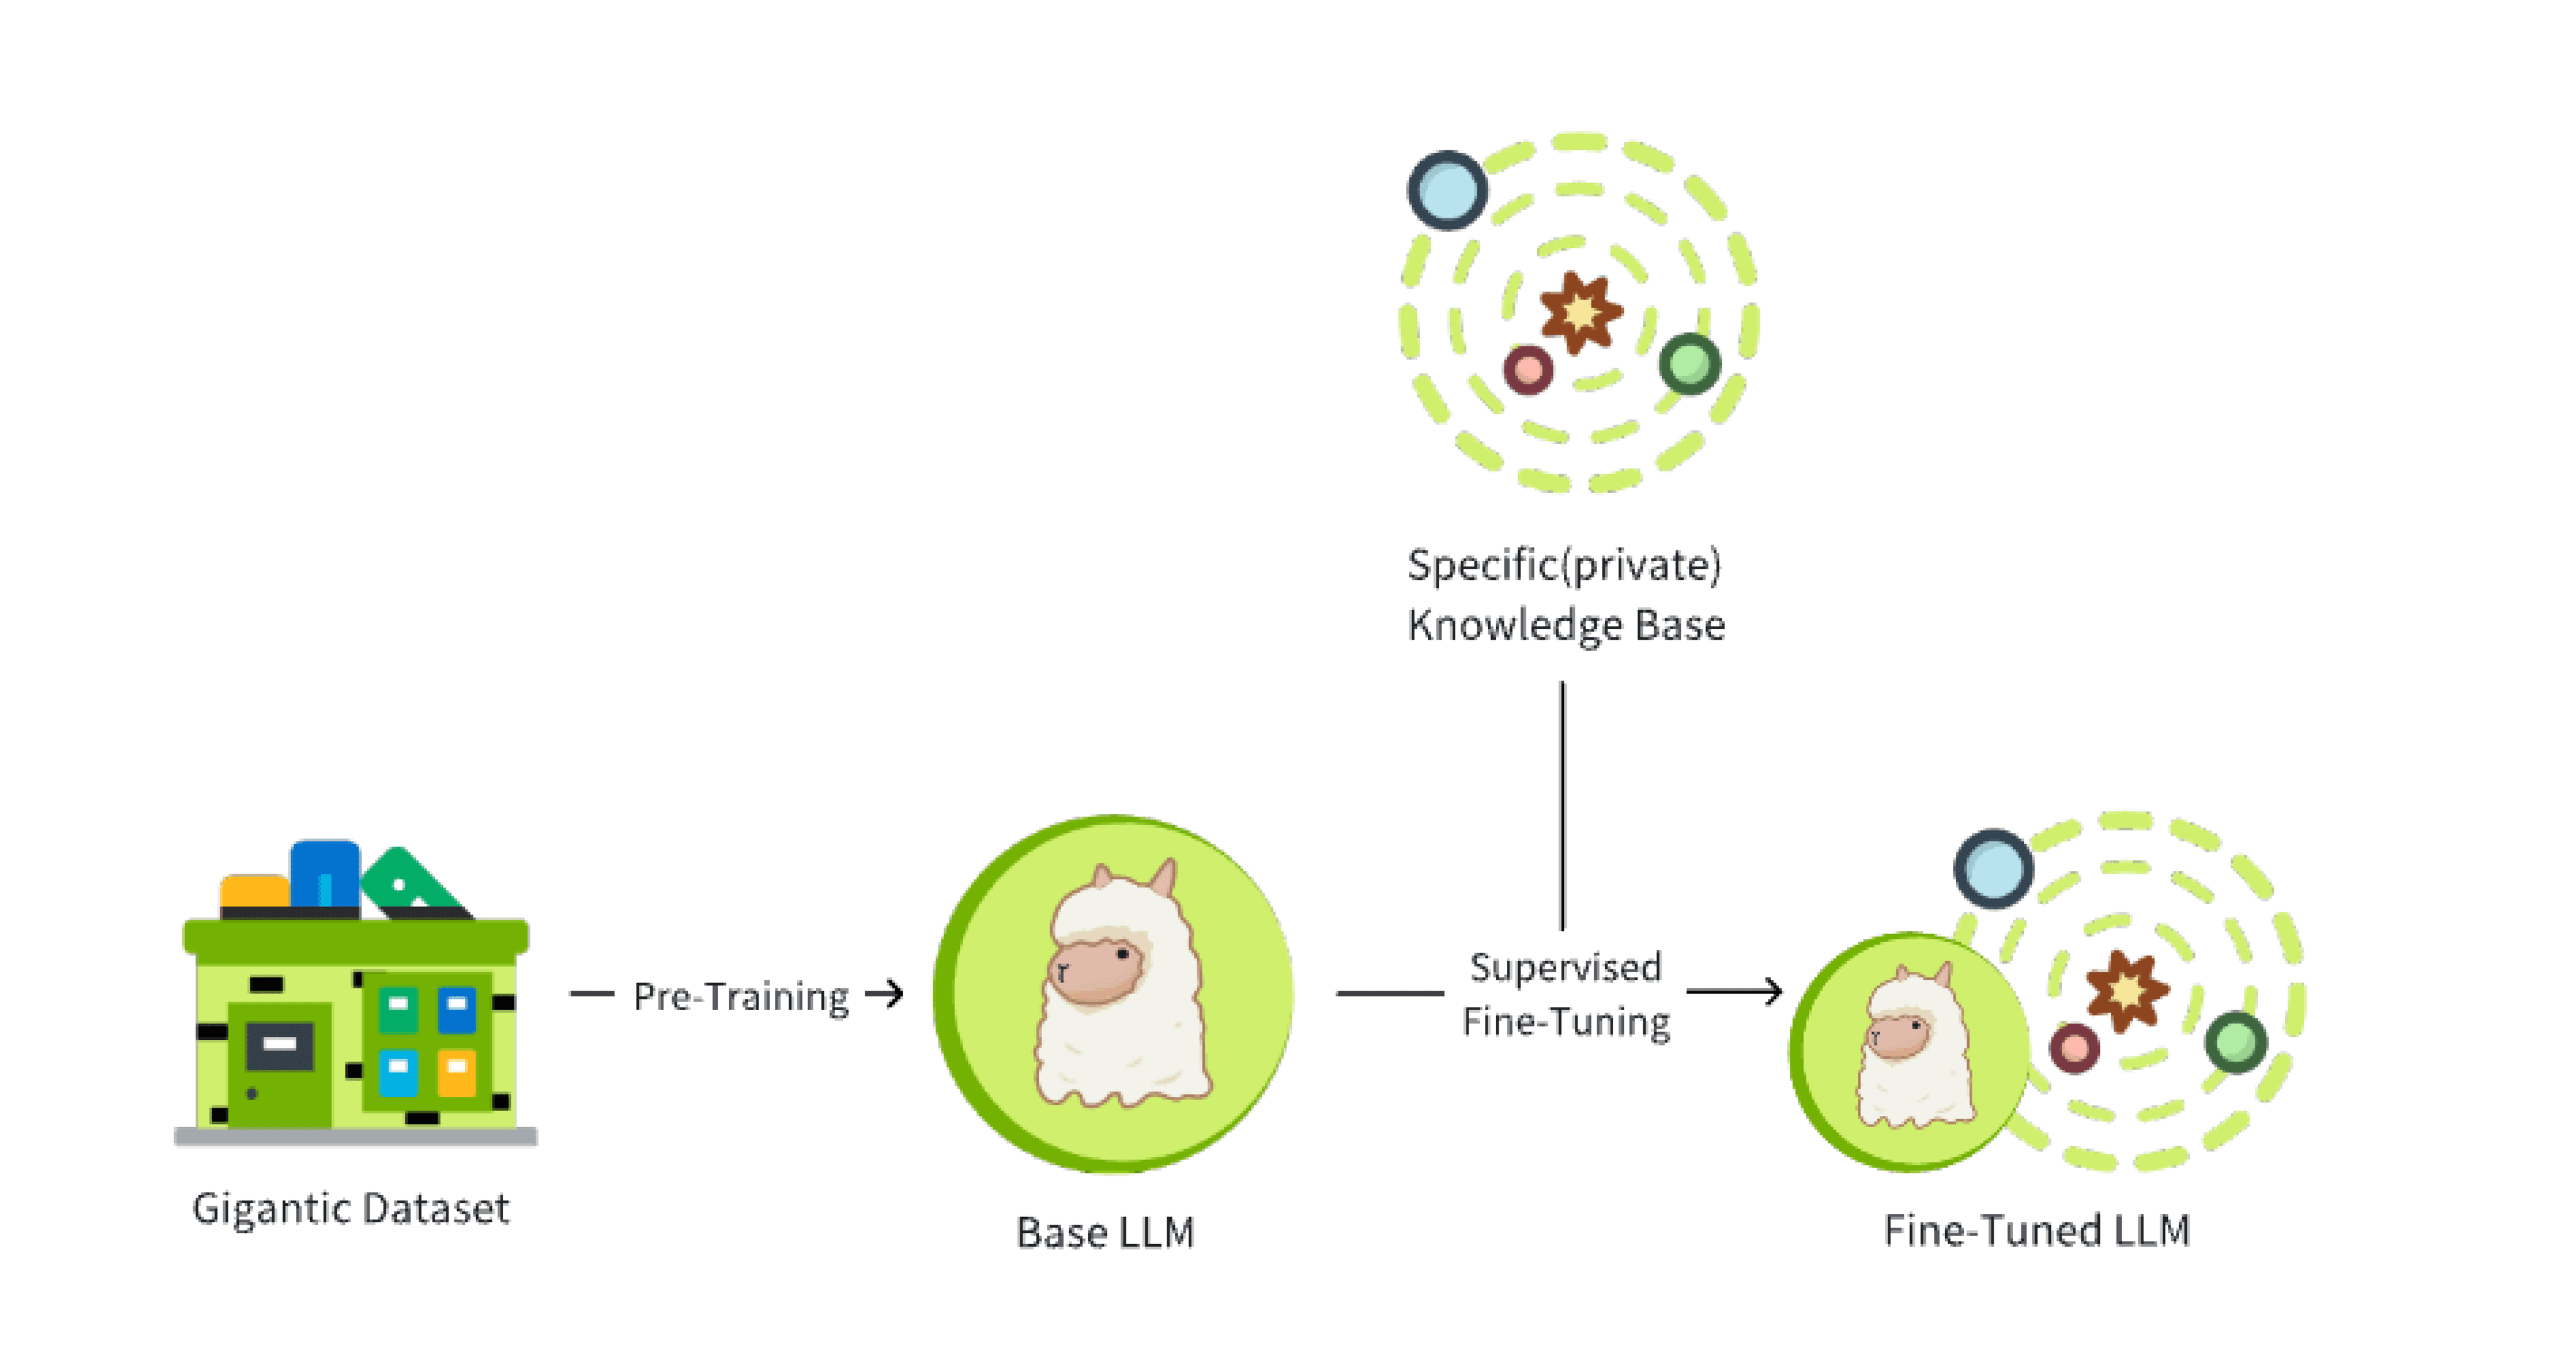 Specific(private)
Knowledge Base
Pre-Training
Supervised
Fine-Tuning
Gigantic Dataset
Base LLM
Fine-Tuned LLM